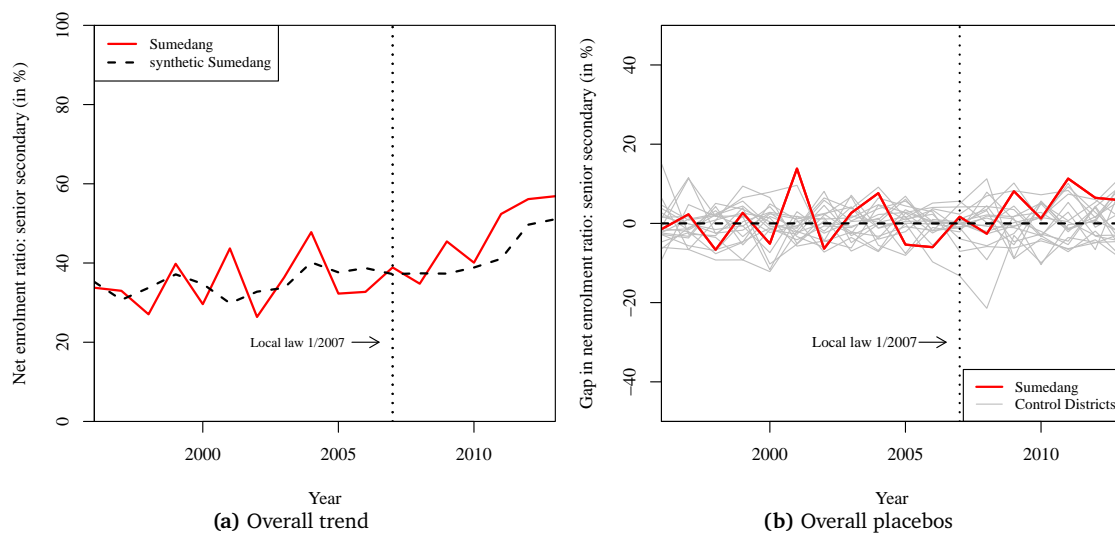 Net enrolment ratio: senior secondary (in %)
100
80
60
40
20
0
Sumedang
synthetic Sumedang
Local law 1/2007
2000
2005
2010
Year
(a) Overall trend
Gap in net enrolment ratio: senior secondary (in %)
40
20
0
−20
−40
Local law 1/2007
Sumedang
Control Districts
2000
2005
2010
Year
(b) Overall placebos